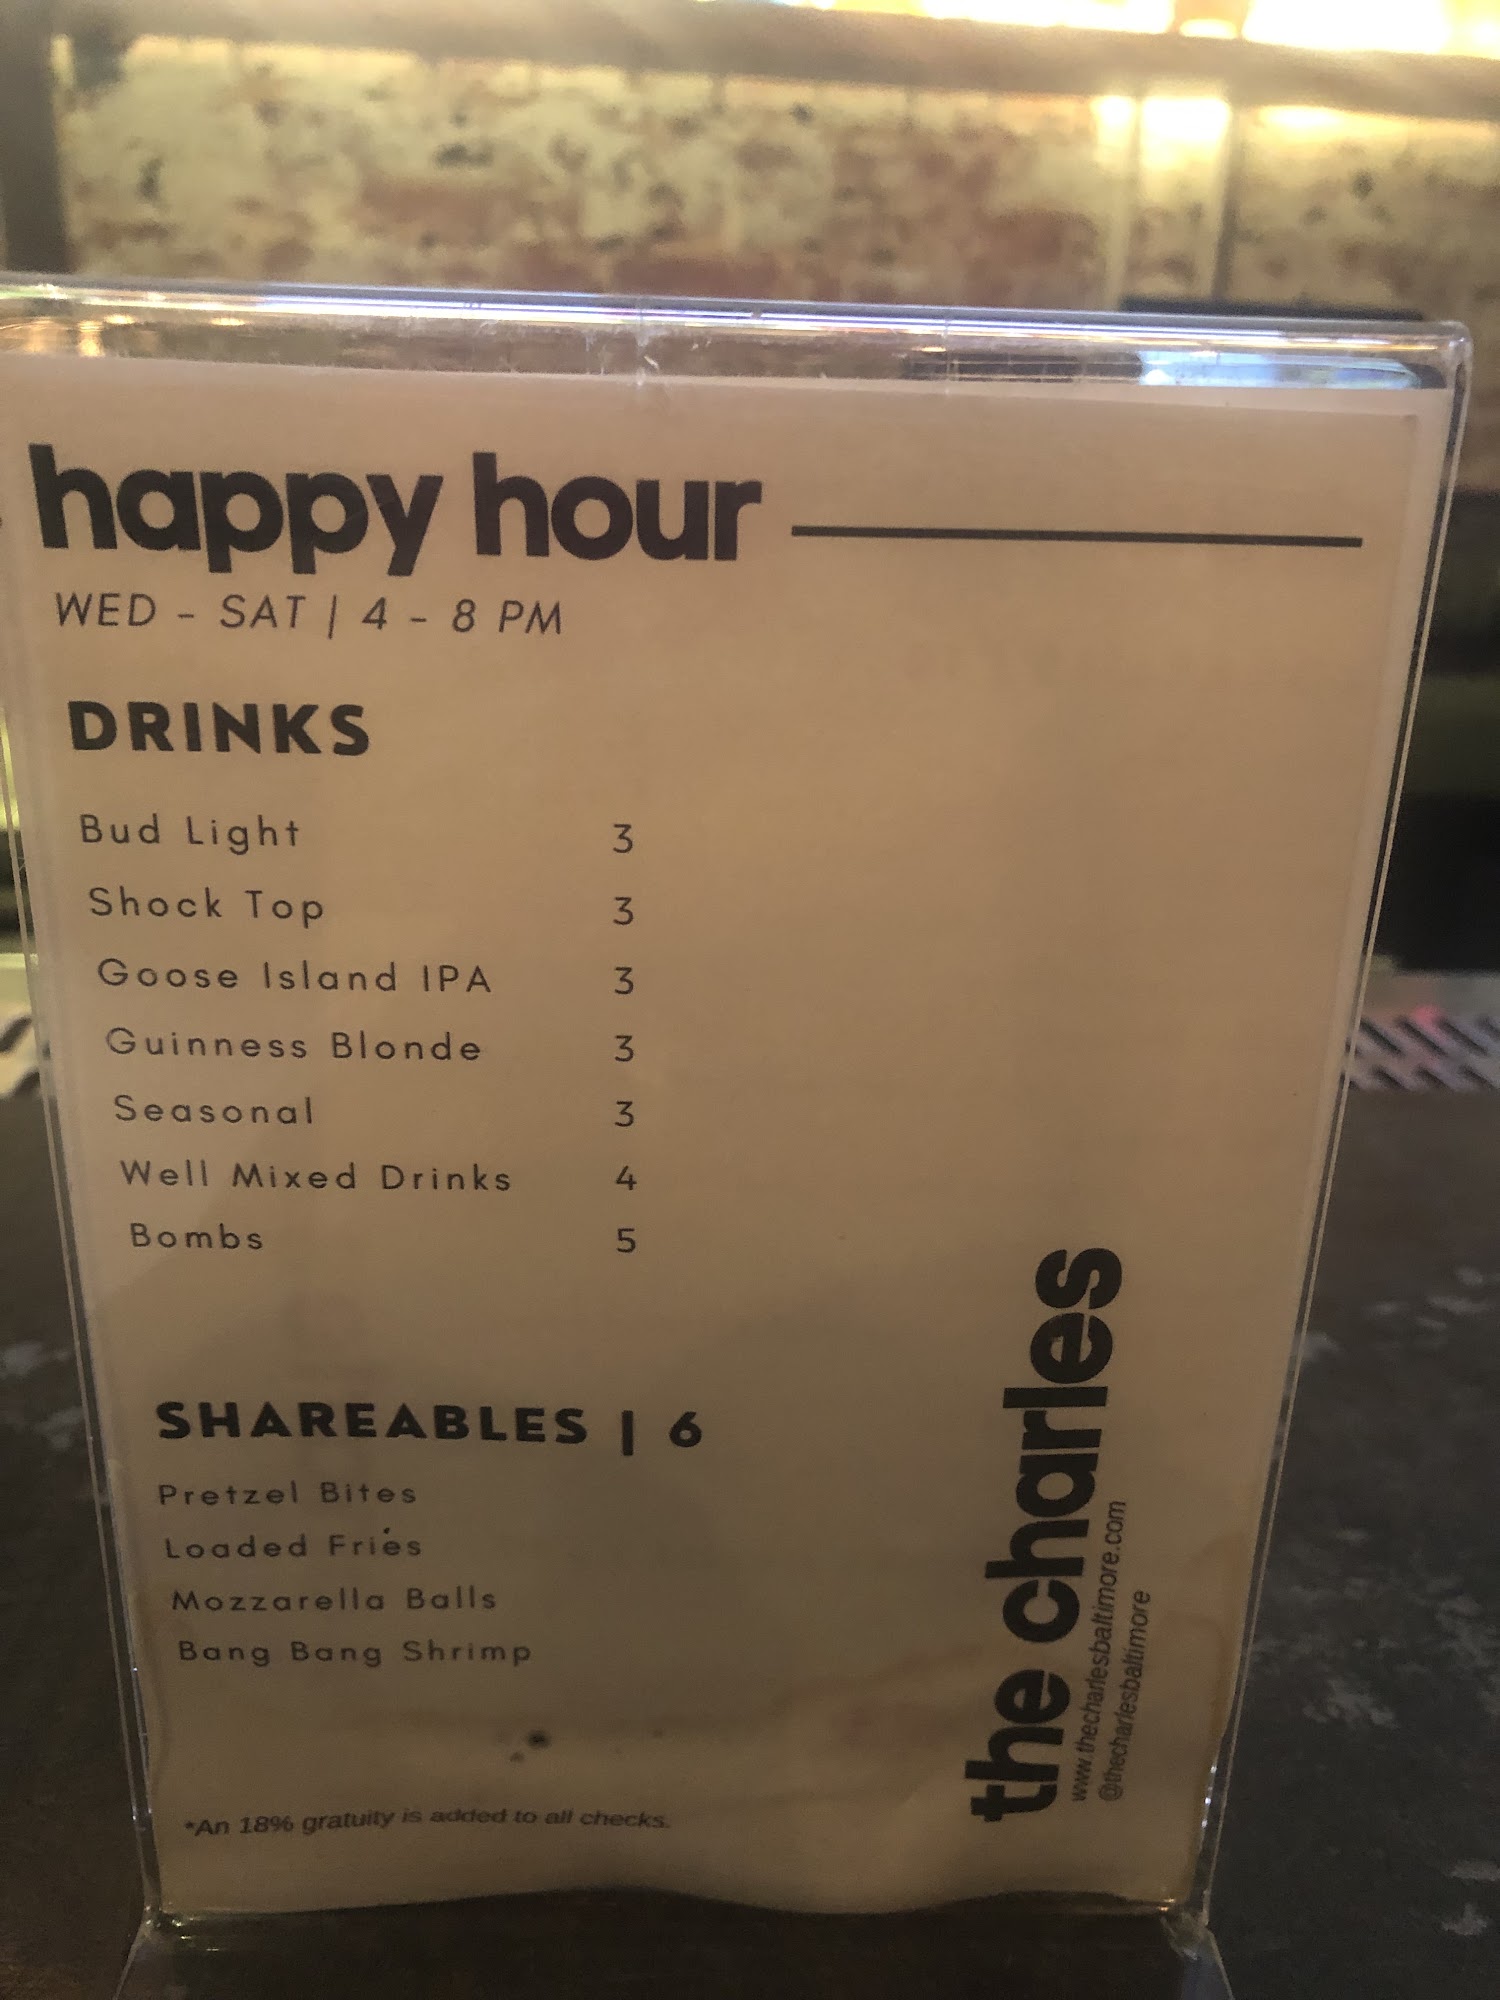 happy hour
WED - SAT | 4 - 8 PM
DRINKS
Bud Light 3
Shock Top 3
Goose Island IPA 3
Guinness Blonde 3
Seasonal 3
Well Mixed Drinks 4
Bombs 5
SHAREABLES | 6
Pretzel Bites
Loaded Fries
Mozzarella Balls
Bang Bang Shrimp
*An 18% gratuity is added to all checks.
the charles
www.thecharlesbaltimore.com
@thecharlesbaltimore